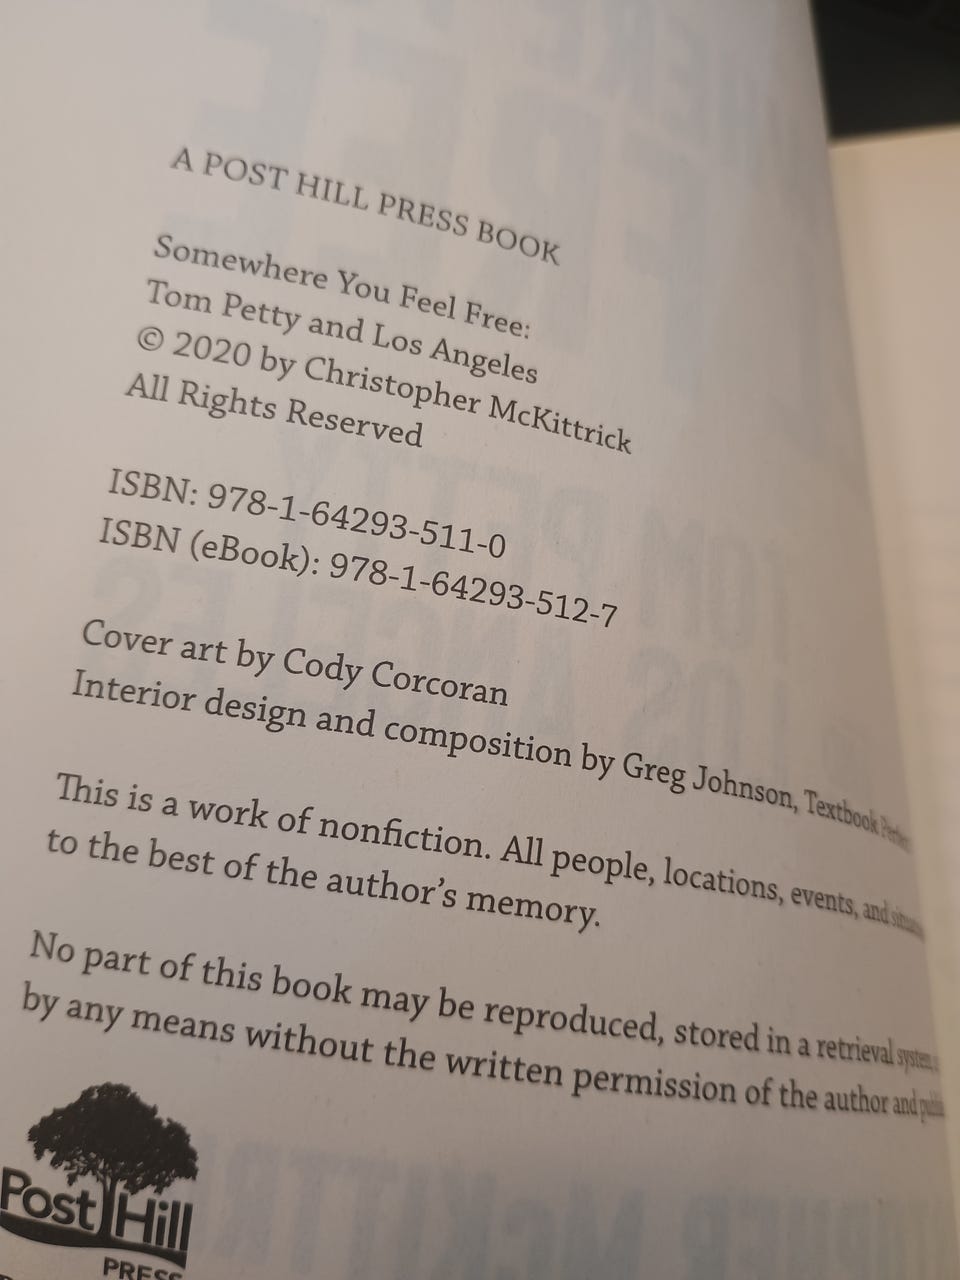 A POST HILL PRESS BOOK
Somewhere You Feel Free:
Tom Petty and Los Angeles
© 2020 by Christopher McKittrick
All Rights Reserved
ISBN: 978-1-64293-511-0
ISBN (eBook): 978-1-64293-512-7
Cover art by Cody Corcoran
Interior design and composition by Greg Johnson, Textbook Perfect
This is a work of nonfiction. All people, locations, events, and
to the best of the author's memory.
No part of this book may be reproduced, stored in a retrieval system
by any means without the written permission of the author and
Post Hill
PRESS